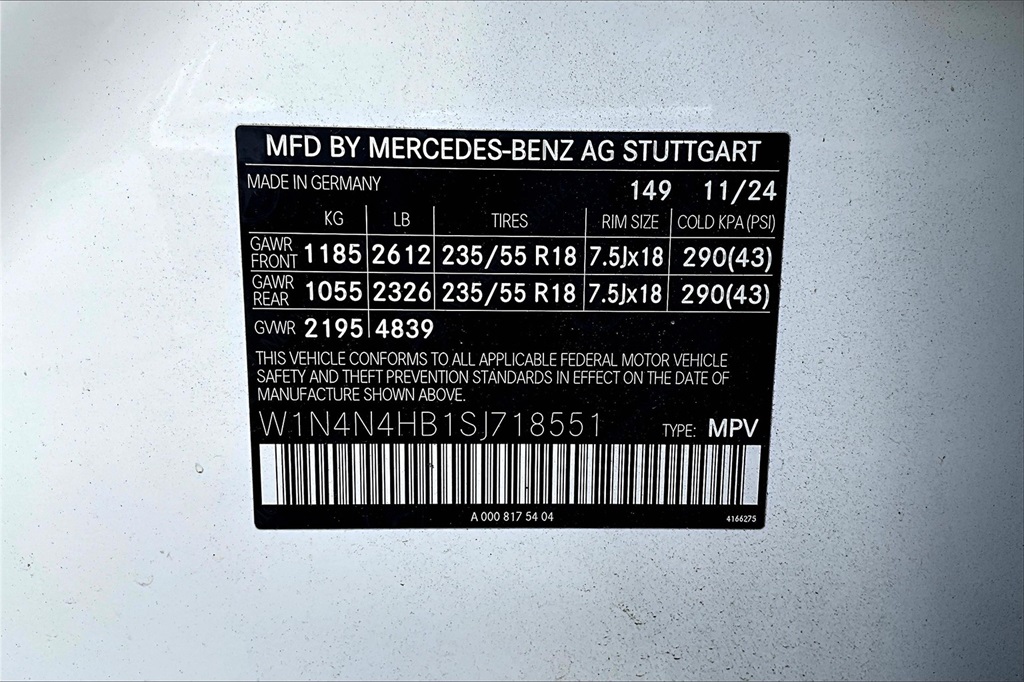 MFD BY MERCEDES-BENZ AG STUTTGART
MADE IN GERMANY 149 11/24
KG LB TIRES RIM SIZE COLD KPA (PSI)
GAWR FRONT 1185 2612 235/55 R18 7.5Jx18 290(43)
GAWR REAR 1055 2326 235/55 R18 7.5Jx18 290(43)
GVWR 2195 4839
THIS VEHICLE CONFORMS TO ALL APPLICABLE FEDERAL MOTOR VEHICLE
SAFETY AND THEFT PREVENTION STANDARDS IN EFFECT ON THE DATE OF
MANUFACTURE SHOWN ABOVE.
W1N4N4HB1SJ718551 TYPE: MPV
A 000 817 54 04 4166275